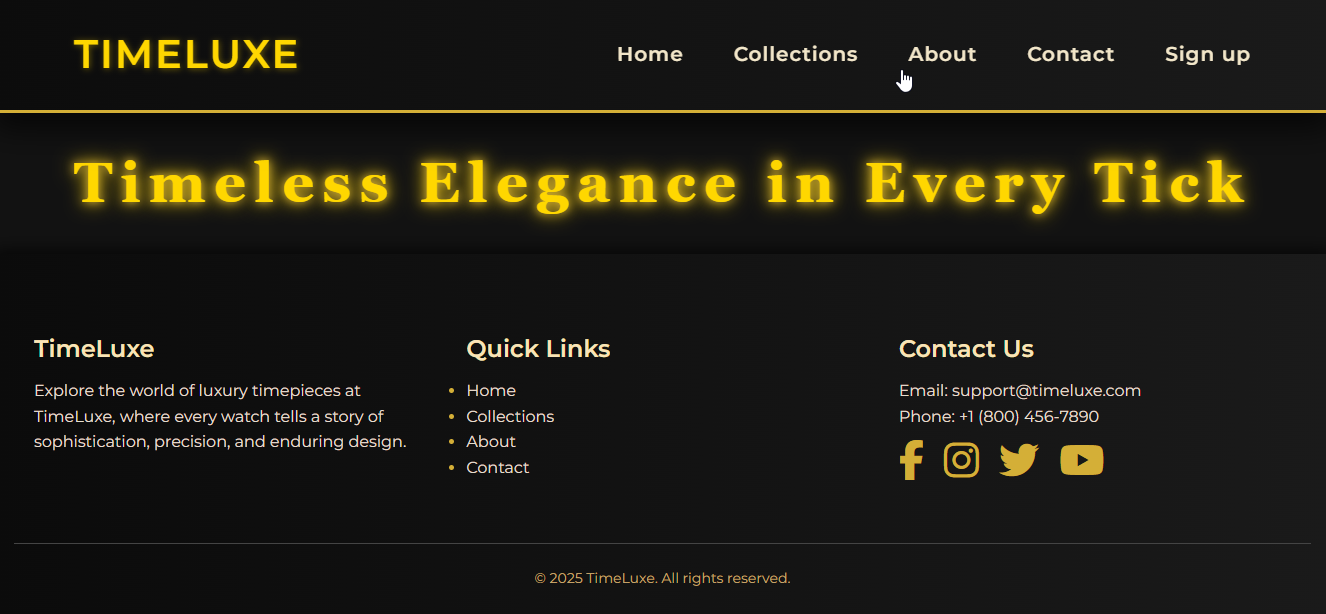 TIMELUXE
Home Collections About Contact Sign up
Timeless Elegance in Every Tick
TimeLuxe
Explore the world of luxury timepieces at
TimeLuxe, where every watch tells a story of
sophistication, precision, and enduring design.
Quick Links
Home
Collections
About
Contact
Contact Us
Email: support@timeluxe.com
Phone: +1 (800) 456-7890
© 2025 TimeLuxe. All rights reserved.